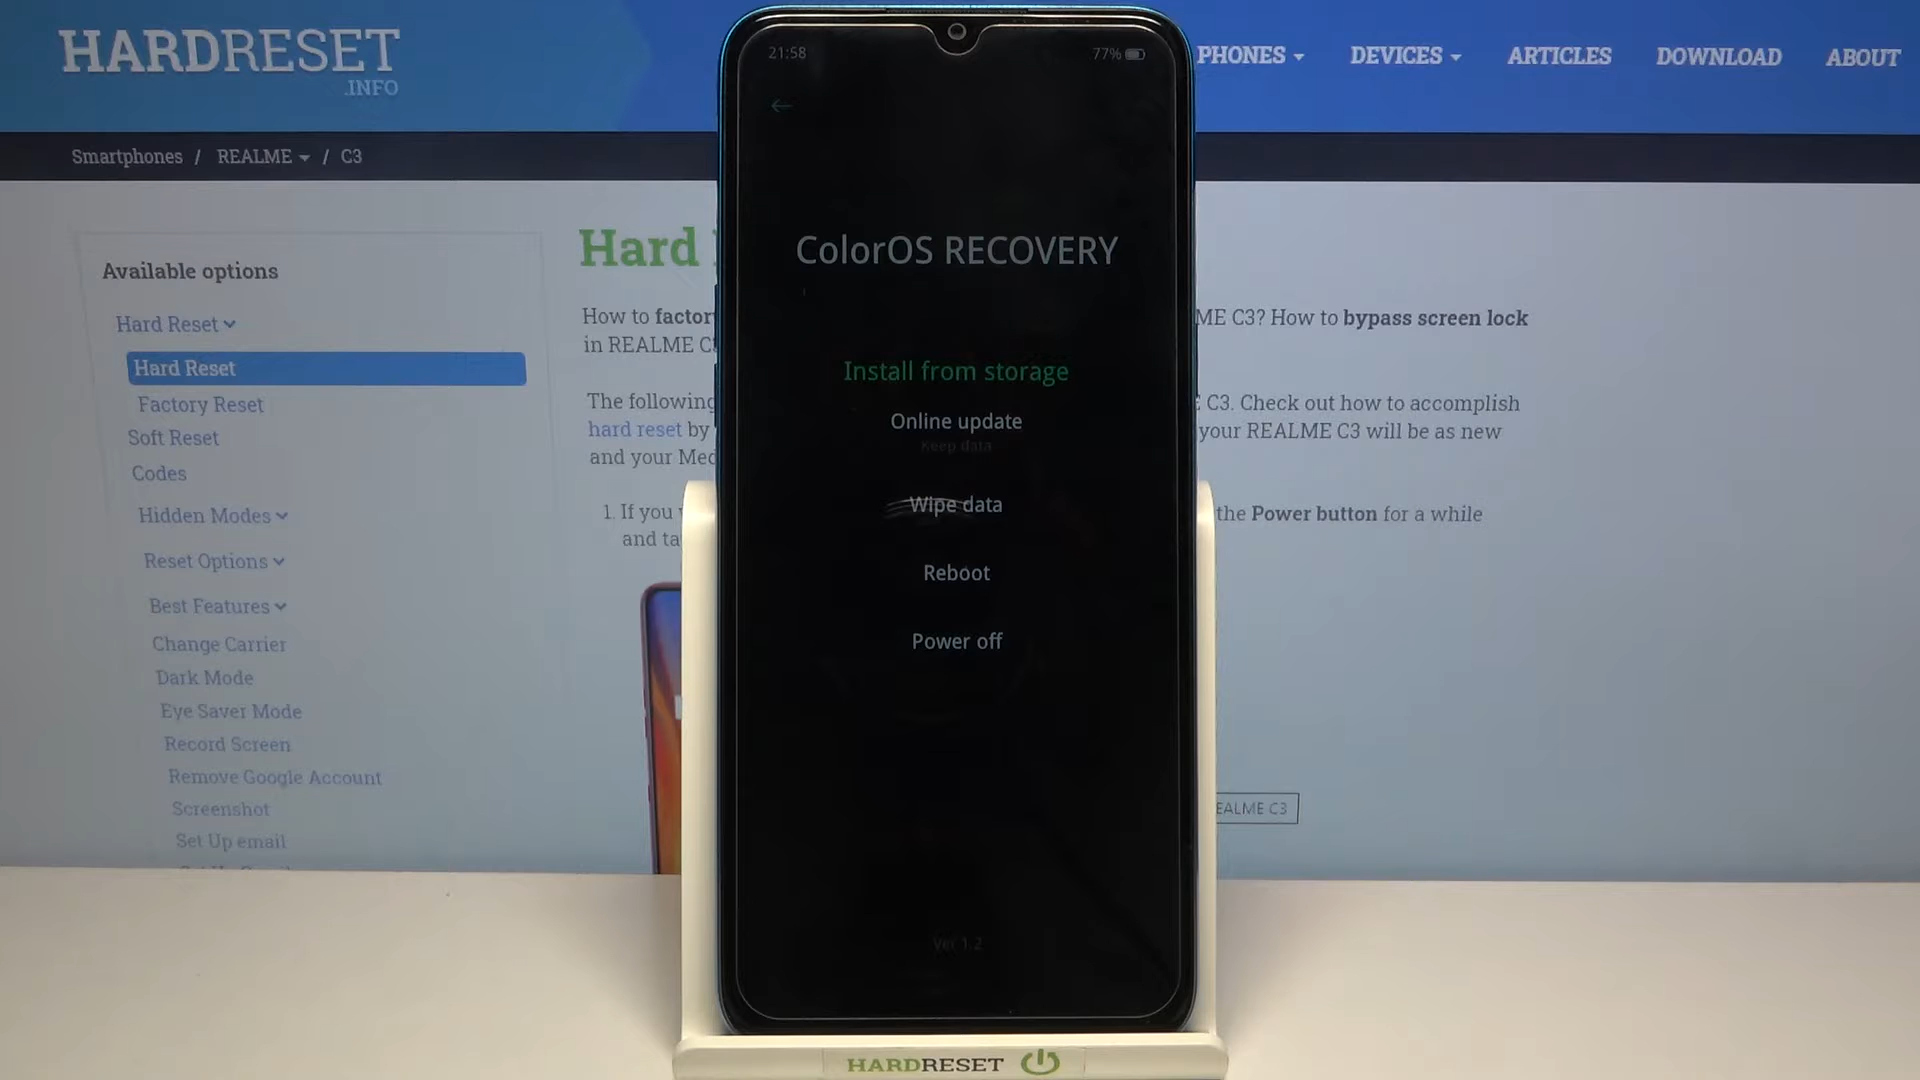 HARDRESET
.INFO
PHONES
DEVICES
ARTICLES
DOWNLOAD
ABOUT
Smartphones / REALME / C3
Available options
Hard Reset
Hard Reset
Factory Reset
Soft Reset
Codes
Hidden Modes
Reset Options
Best Features
Change Carrier
Dark Mode
Eye Saver Mode
Record Screen
Remove Google Account
Screenshot
Set Up email
Hard
How to
C3? How to bypass screen lock
in REALME
The following
C3. Check out how to accomplish
hard reset by
your REALME C3 will be as new
and your
1. If you
the Power button for a while
and
C3
21:58
77%
ColorOS RECOVERY
Install from storage
Online update
Keep data
Wipe data
Reboot
Power off
Ver 1.2
HARDRESET